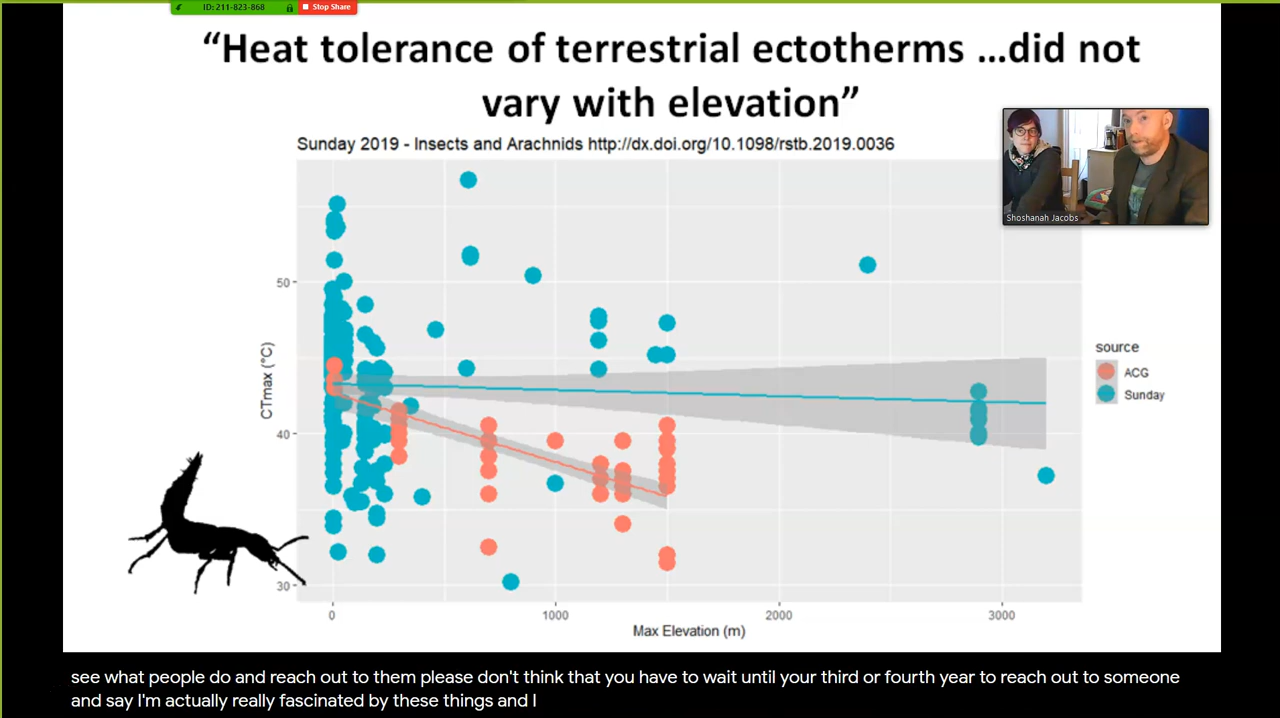 ID: 211-823-868
Stop Share
“Heat tolerance of terrestrial ectotherms ...did not
vary with elevation”
Sunday 2019 - Insects and Arachnids http://dx.doi.org/10.1098/rstb.2019.0036
Shoshanah Jacobs
50
40
30
CTmax (°C)
0
1000
2000
3000
Max Elevation (m)
source
ACG
Sunday
see what people do and reach out to them please don't think that you have to wait until your third or fourth year to reach out to someone
and say I'm actually really fascinated by these things and I